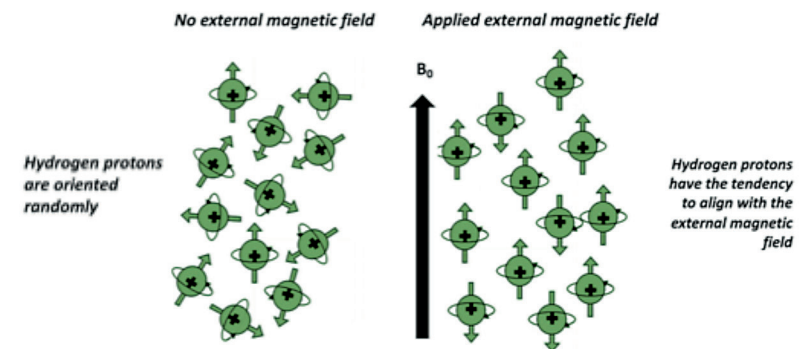 No external magnetic field
Applied external magnetic field
B₀
Hydrogen protons
are oriented
randomly
Hydrogen protons
have the tendency
to align with the
external magnetic
field